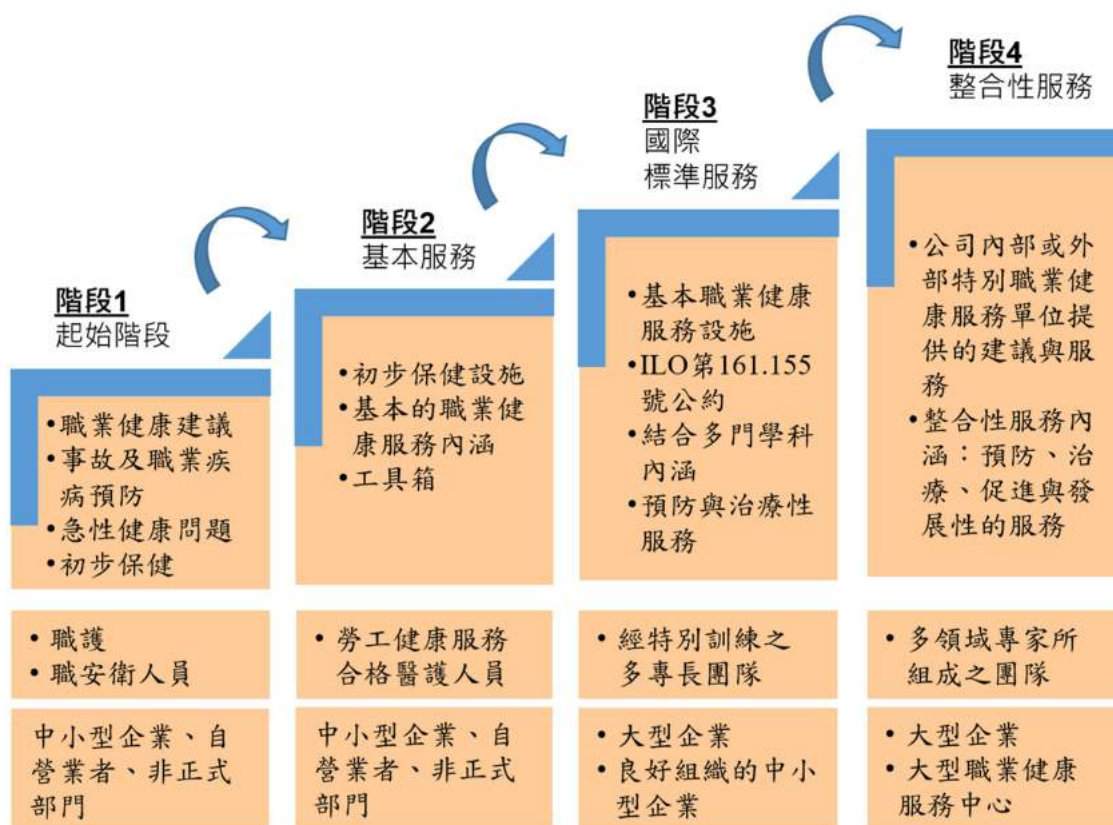 階段1
起始階段
•職業健康建議
•事故及職業疾
病預防
•急性健康問題
•初步保健
• 職護
• 職安衛人員
中小型企業、自
營業者、非正式
部門
階段2
基本服務
•初步保健設施
•基本的職業健
康服務內涵
•工具箱
• 勞工健康服務
合格醫護人員
中小型企業、自
營業者、非正式
部門
階段3
國際
標準服務
•基本職業健康
服務設施
•ILO第161.155
號公約
•結合多門學科
內涵
•預防與治療性
服務
• 經特別訓練之
多專長團隊
• 大型企業
• 良好組織的中小
型企業
階段4
整合性服務
•公司內部或外
部特別職業健
康服務單位提
供的建議與服
務
•整合性服務內
涵：預防、治
療、促進與發
展性的服務
• 多領域專家所
組成之團隊
• 大型企業
• 大型職業健康
服務中心